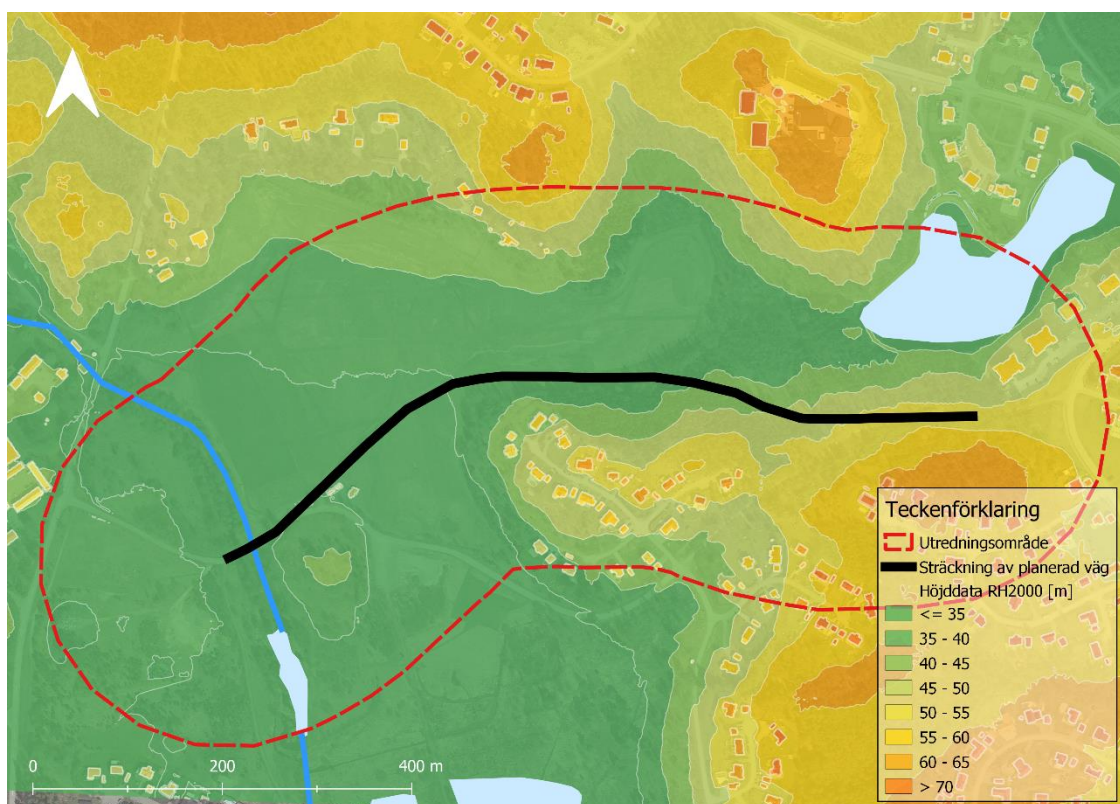 Teckenförklaring
Utredningsområde
Sträckning av planerad väg
Höjddata RH2000 [m]
<= 35
35 - 40
40 - 45
45 - 50
50 - 55
55 - 60
60 - 65
> 70
0 200 400 m